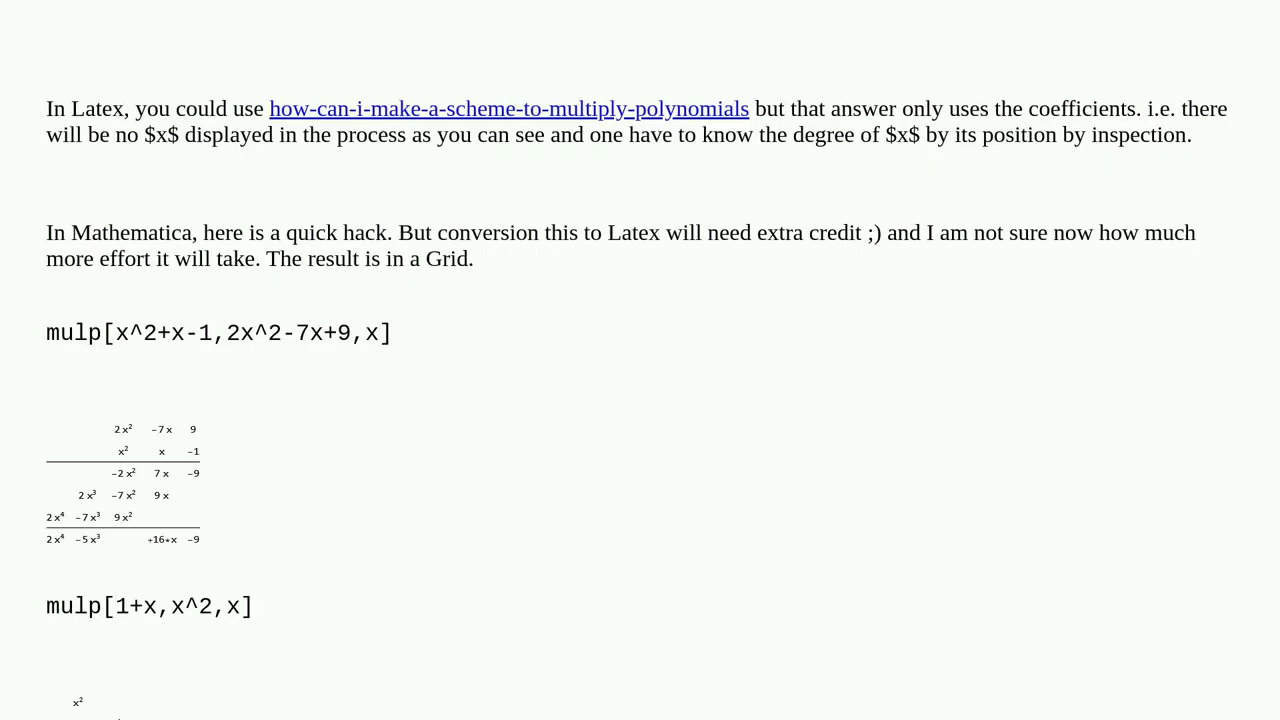 In Latex, you could use how-can-i-make-a-scheme-to-multiply-polynomials but that answer only uses the coefficients. i.e. there
will be no $x$ displayed in the process as you can see and one have to know the degree of $x$ by its position by inspection.
In Mathematica, here is a quick hack. But conversion this to Latex will need extra credit ;) and I am not sure now how much
more effort it will take. The result is in a Grid.
mulp[x^2+x-1,2x^2-7x+9,x]
2x² −7x 9
x² x −1
−2x² 7x −9
2x³ −7x² 9x
2x⁴ −7x³ 9x²
2x⁴ −5x³ +16*x −9
mulp[1+x,x^2,x]
x²